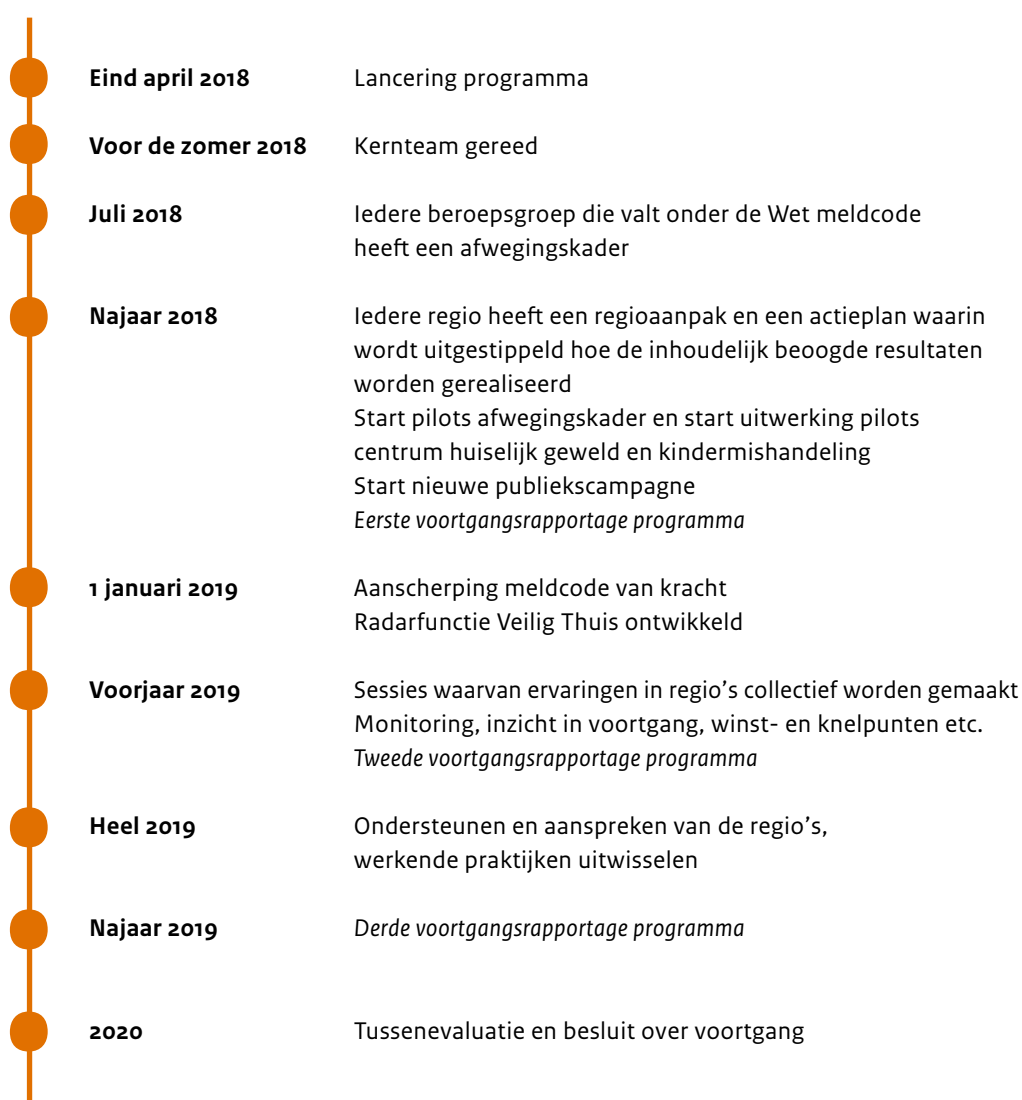 Eind april 2018 Lancering programma
Voor de zomer 2018 Kernteam gereed
Juli 2018 Iedere beroepsgroep die valt onder de Wet meldcode
heeft een afwegingskader
Najaar 2018 Iedere regio heeft een regioaanpak en een actieplan waarin
wordt uitgestippeld hoe de inhoudelijk beoogde resultaten
worden gerealiseerd
Start pilots afwegingskader en start uitwerking pilots
centrum huiselijk geweld en kindermishandeling
Start nieuwe publiekscampagne
Eerste voortgangsrapportage programma
1 januari 2019 Aanscherping meldcode van kracht
Radarfunctie Veilig Thuis ontwikkeld
Voorjaar 2019 Sessies waarvan ervaringen in regio’s collectief worden gemaakt
Monitoring, inzicht in voortgang, winst- en knelpunten etc.
Tweede voortgangsrapportage programma
Heel 2019 Ondersteunen en aanspreken van de regio’s,
werkende praktijken uitwisselen
Najaar 2019 Derde voortgangsrapportage programma
2020 Tussenevaluatie en besluit over voortgang